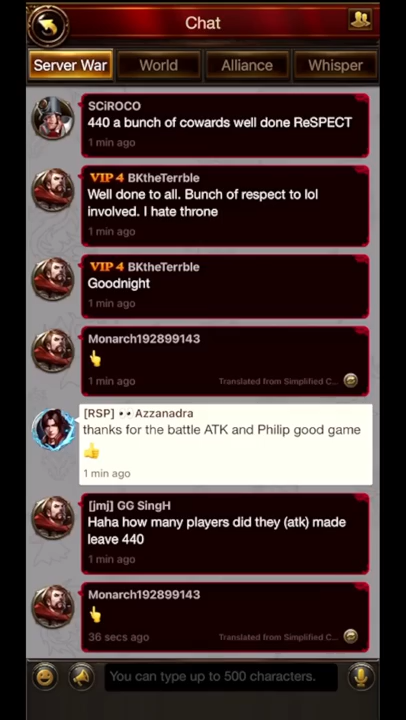 Chat
Server War
World
Alliance
Whisper
SCiROCO
440 a bunch of cowards well done ReSPECT
1 min ago
VIP 4 BKtheTerrble
Well done to all. Bunch of respect to lol
involved. I hate throne
1 min ago
VIP 4 BKtheTerrble
Goodnight
1 min ago
Monarch192899143
👆
1 min ago
Translated from Simplified C...
[RSP] 👀 Azzanadra
thanks for the battle ATK and Philip good game
👍
1 min ago
[jmj] GG SingH
Haha how many players did they (atk) made
leave 440
1 min ago
Monarch192899143
👆
36 secs ago
Translated from Simplified C...
You can type up to 500 characters.